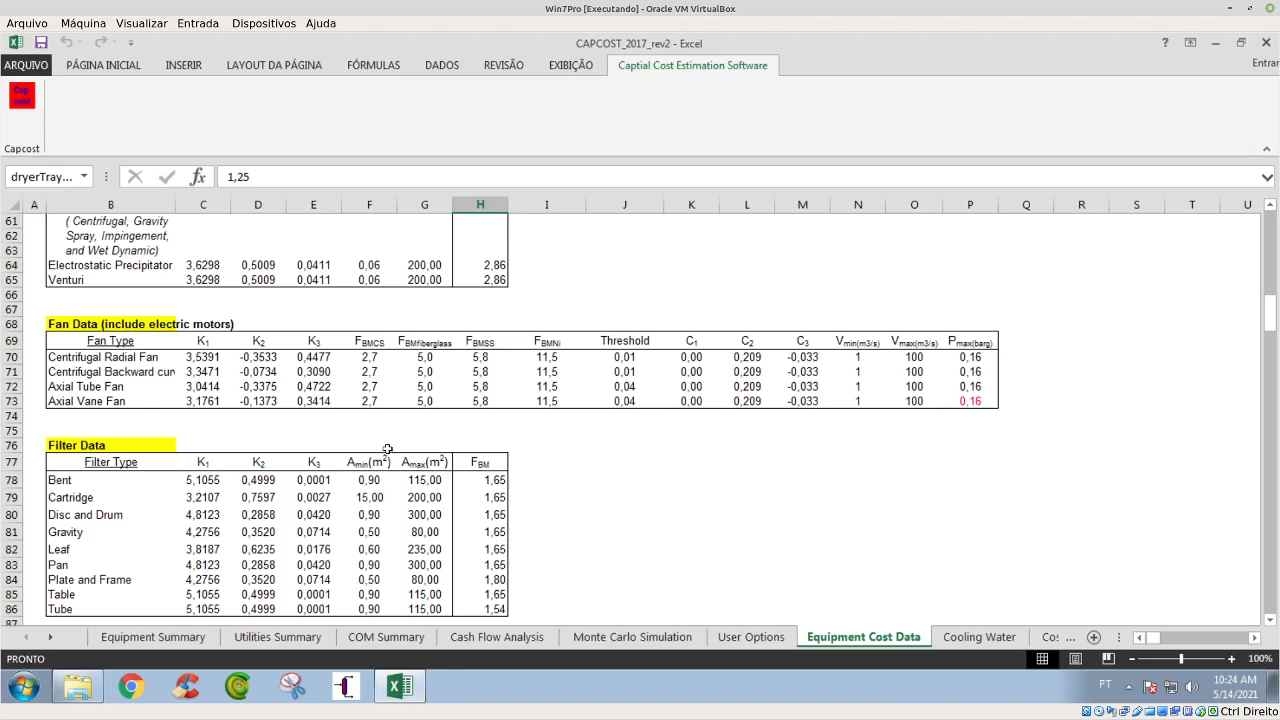 Win7Pro [Executando] - Oracle VM VirtualBox
Arquivo Máquina Visualizar Entrada Dispositivos Ajuda
CAPCOST_2017_rev2 - Excel
?
ARQUIVO PÁGINA INICIAL INSERIR LAYOUT DA PÁGINA FÓRMULAS DADOS REVISÃO EXIBIÇÃO Captial Cost Estimation Software Entrar
Cap cost
Capcost
dryerTray... fx 1,25
A B C D E F G H I J K L M N O P Q R S T U
61 ( Centrifugal, Gravity
62 Spray, Impingement,
63 and Wet Dynamic)
64 Electrostatic Precipitator 3,6298 0,5009 0,0411 0,06 200,00 2,86
65 Venturi 3,6298 0,5009 0,0411 0,06 200,00 2,86
66
67
68 Fan Data (include electric motors)
69 Fan Type K1 K2 K3 FBMCS FBMfiberglass FBMSS FBMNi Threshold C1 C2 C3 Vmin(m3/s) Vmax(m3/s) Pmax(barg)
70 Centrifugal Radial Fan 3,5391 -0,3533 0,4477 2,7 5,0 5,8 11,5 0,01 0,00 0,209 -0,033 1 100 0,16
71 Centrifugal Backward cur 3,3471 -0,0734 0,3090 2,7 5,0 5,8 11,5 0,01 0,00 0,209 -0,033 1 100 0,16
72 Axial Tube Fan 3,0414 -0,3375 0,4722 2,7 5,0 5,8 11,5 0,04 0,00 0,209 -0,033 1 100 0,16
73 Axial Vane Fan 3,1761 -0,1373 0,3414 2,7 5,0 5,8 11,5 0,04 0,00 0,209 -0,033 1 100 0,16
74
75
76 Filter Data
77 Filter Type K1 K2 K3 Amin(m2) Amax(m2) FBM
78 Bent 5,1055 0,4999 0,0001 0,90 115,00 1,65
79 Cartridge 3,2107 0,7597 0,0027 15,00 200,00 1,65
80 Disc and Drum 4,8123 0,2858 0,0420 0,90 300,00 1,65
81 Gravity 4,2756 0,3520 0,0714 0,50 80,00 1,65
82 Leaf 3,8187 0,6235 0,0176 0,60 235,00 1,65
83 Pan 4,8123 0,2858 0,0420 0,90 300,00 1,65
84 Plate and Frame 4,2756 0,3520 0,0714 0,50 80,00 1,80
85 Table 5,1055 0,4999 0,0001 0,90 115,00 1,65
86 Tube 5,1055 0,4999 0,0001 0,90 115,00 1,54
87
Equipment Summary Utilities Summary COM Summary Cash Flow Analysis Monte Carlo Simulation User Options Equipment Cost Data Cooling Water Co: ...
PRONTO 100%
PT 10:24 AM
5/14/2021
Ctrl Direito